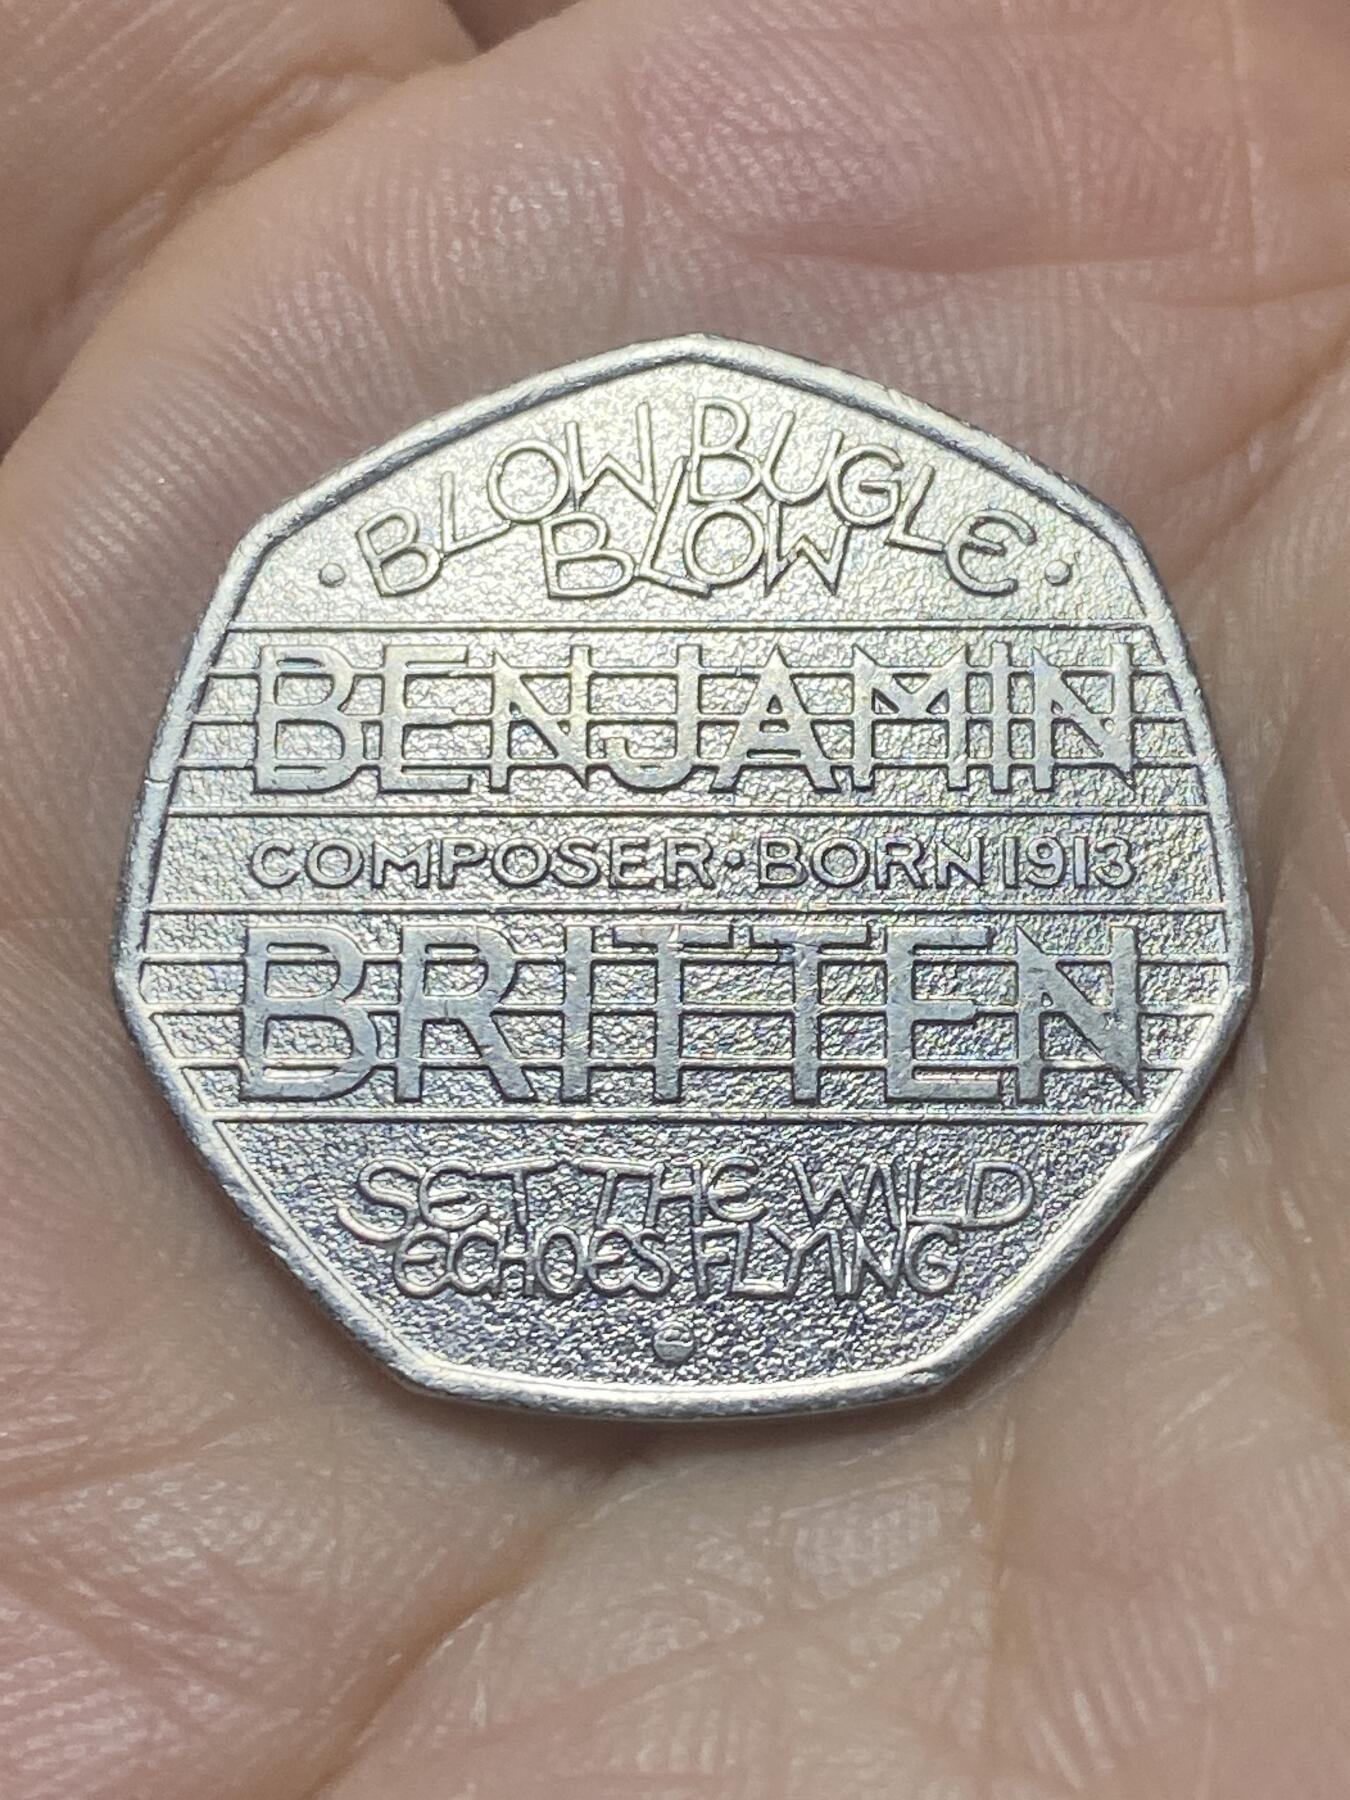 BLOW BUGLE
BLOW
BENJAMIN
COMPOSER · BORN 1913
BRITTEN
SET THE WILD
ECHOES FLYING